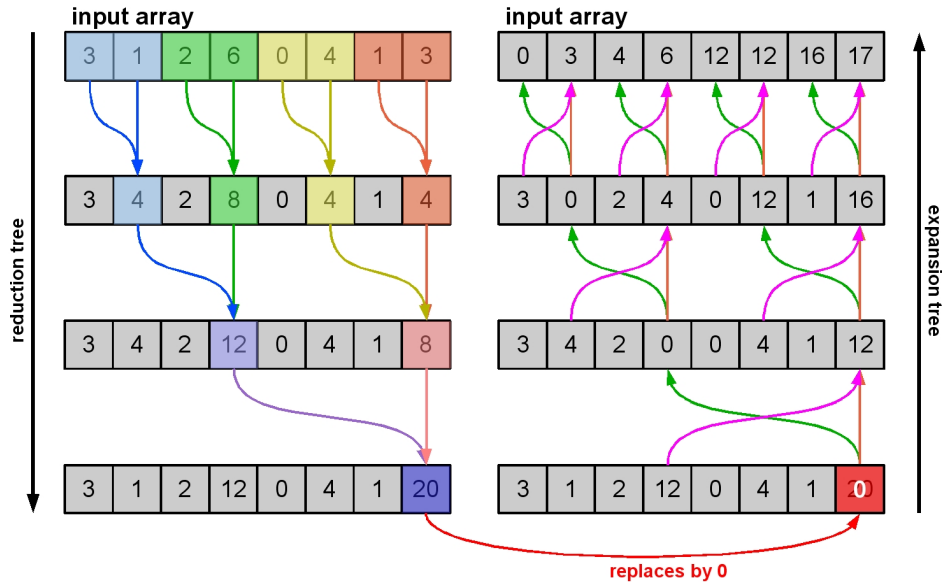 input array
3 1 2 6 0 4 1 3
3 4 2 8 0 4 1 4
3 4 2 12 0 4 1 8
3 1 2 12 0 4 1 20
reduction tree
input array
0 3 4 6 12 12 16 17
3 0 2 4 0 12 1 16
3 4 2 0 0 4 1 12
3 1 2 12 0 4 1 20 0
expansion tree
replaces by 0